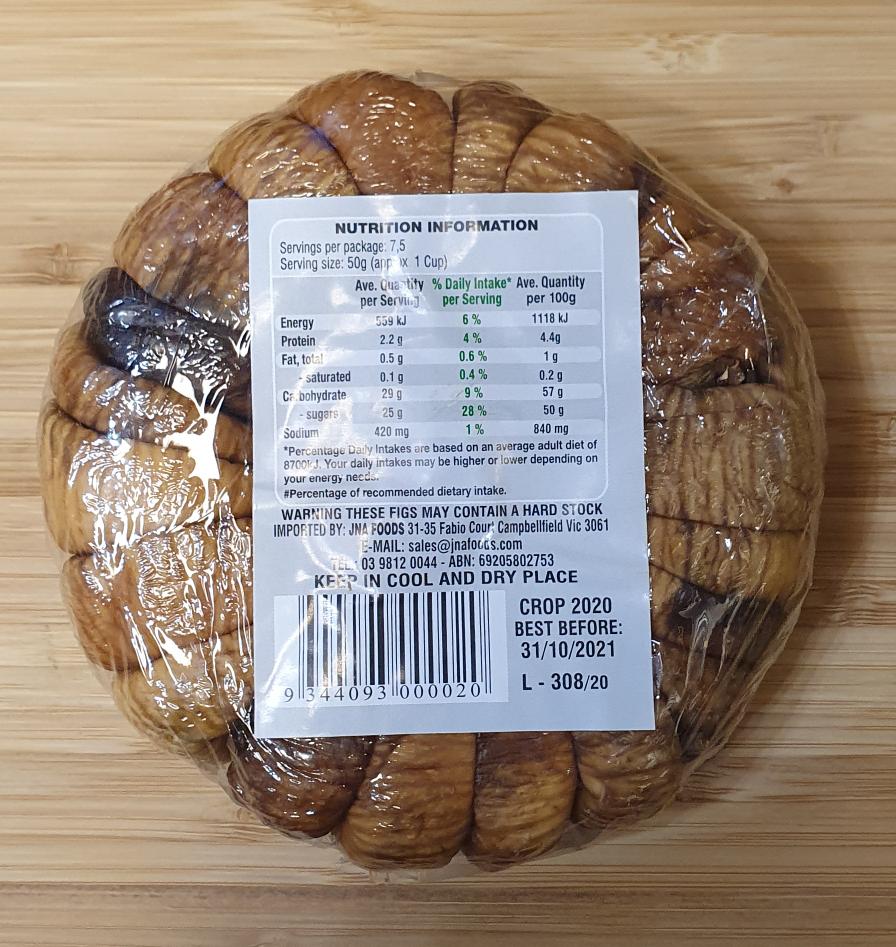 NUTRITION INFORMATION
Servings per package: 7,5
Serving size: 50g (approx 1 Cup)
Ave. Quantity per Serving % Daily Intake* per Serving Ave. Quantity per 100g
Energy 559 kJ 6 % 1118 kJ
Protein 2.2 g 4 % 4.4g
Fat, total 0.5 g 0.6 % 1 g
- saturated 0.1 g 0.4 % 0.2 g
Carbohydrate 29 g 9 % 57 g
- sugars 25 g 28 % 50 g
Sodium 420 mg 1 % 840 mg
*Percentage Daily Intakes are based on an average adult diet of
8700kJ. Your daily intakes may be higher or lower depending on
your energy needs.
#Percentage of recommended dietary intake.
WARNING THESE FIGS MAY CONTAIN A HARD STOCK
IMPORTED BY: JNA FOODS 31-35 Fabio Court Campbellfield Vic 3061
E-MAIL: sales@jnafoods.com
TEL: 03 9812 0044 - ABN: 69205802753
KEEP IN COOL AND DRY PLACE
CROP 2020
BEST BEFORE:
31/10/2021
L - 308/20
9 344093 000020